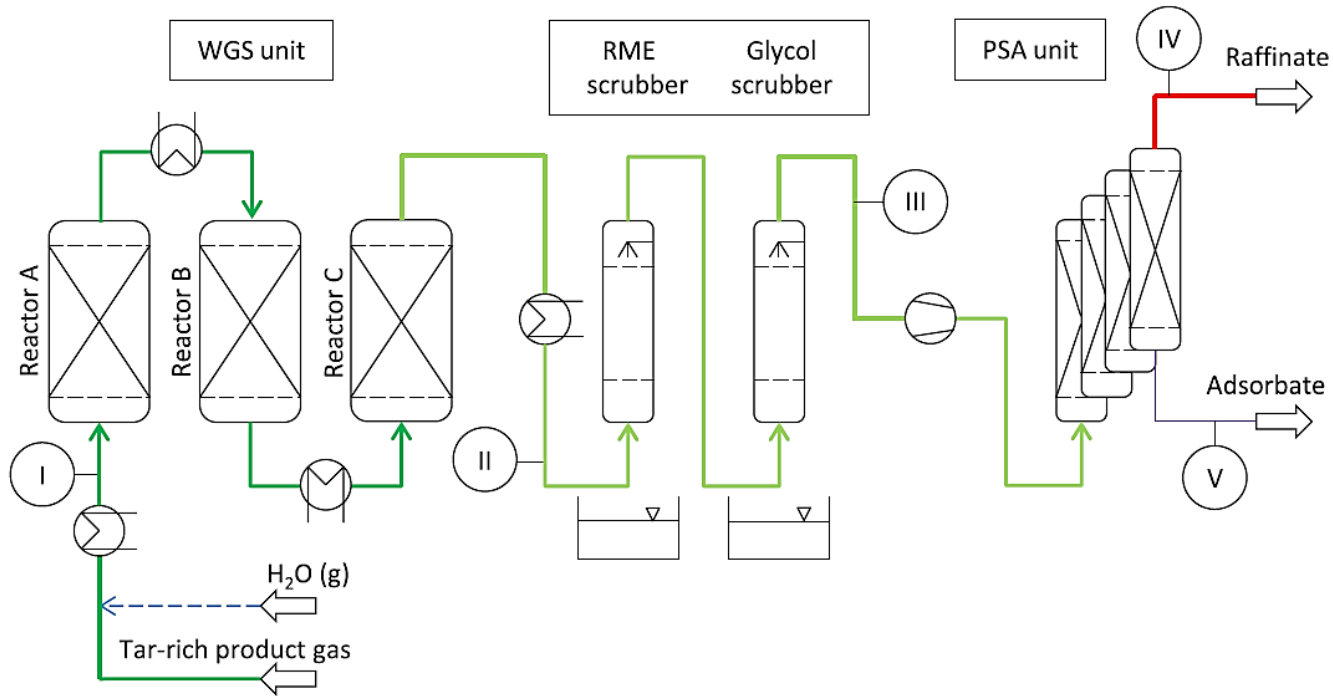 WGS unit
RME
scrubber
Glycol
scrubber
PSA unit
IV
Raffinate
Reactor A
Reactor B
Reactor C
III
Adsorbate
I
II
V
H₂O (g)
Tar-rich product gas